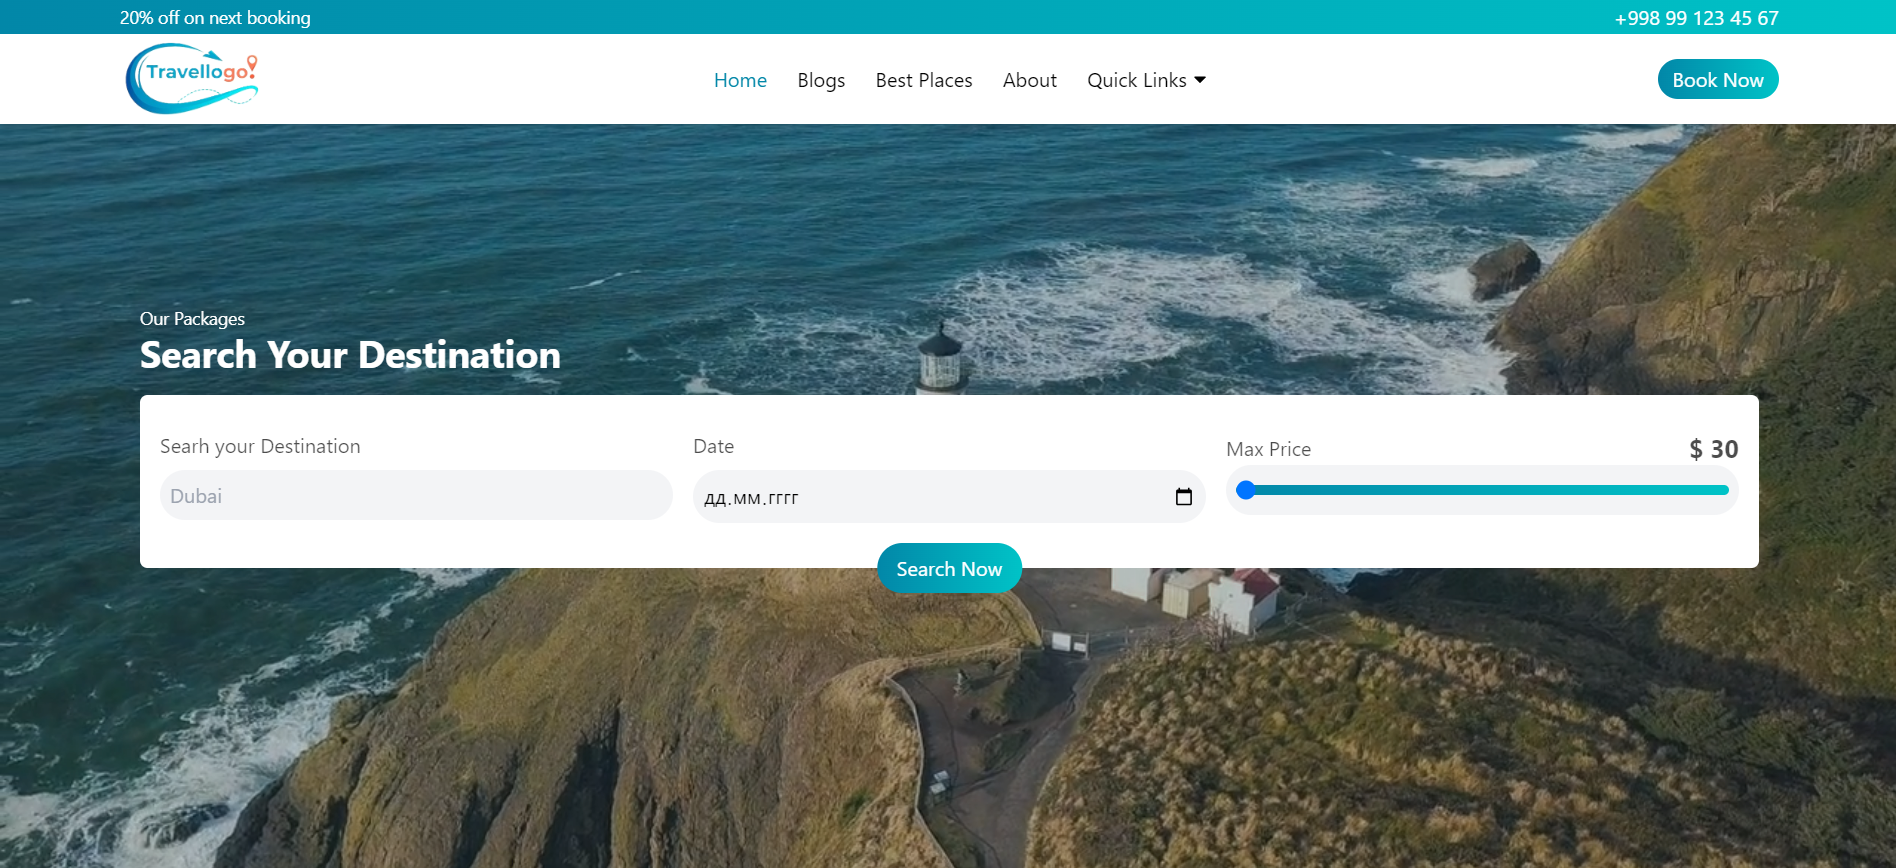 20% off on next booking
+998 99 123 45 67
Travellogo!
Home
Blogs
Best Places
About
Quick Links
Book Now
Our Packages
Search Your Destination
Searh your Destination
Dubai
Date
дд.мм.гггг
Max Price
$ 30
Search Now